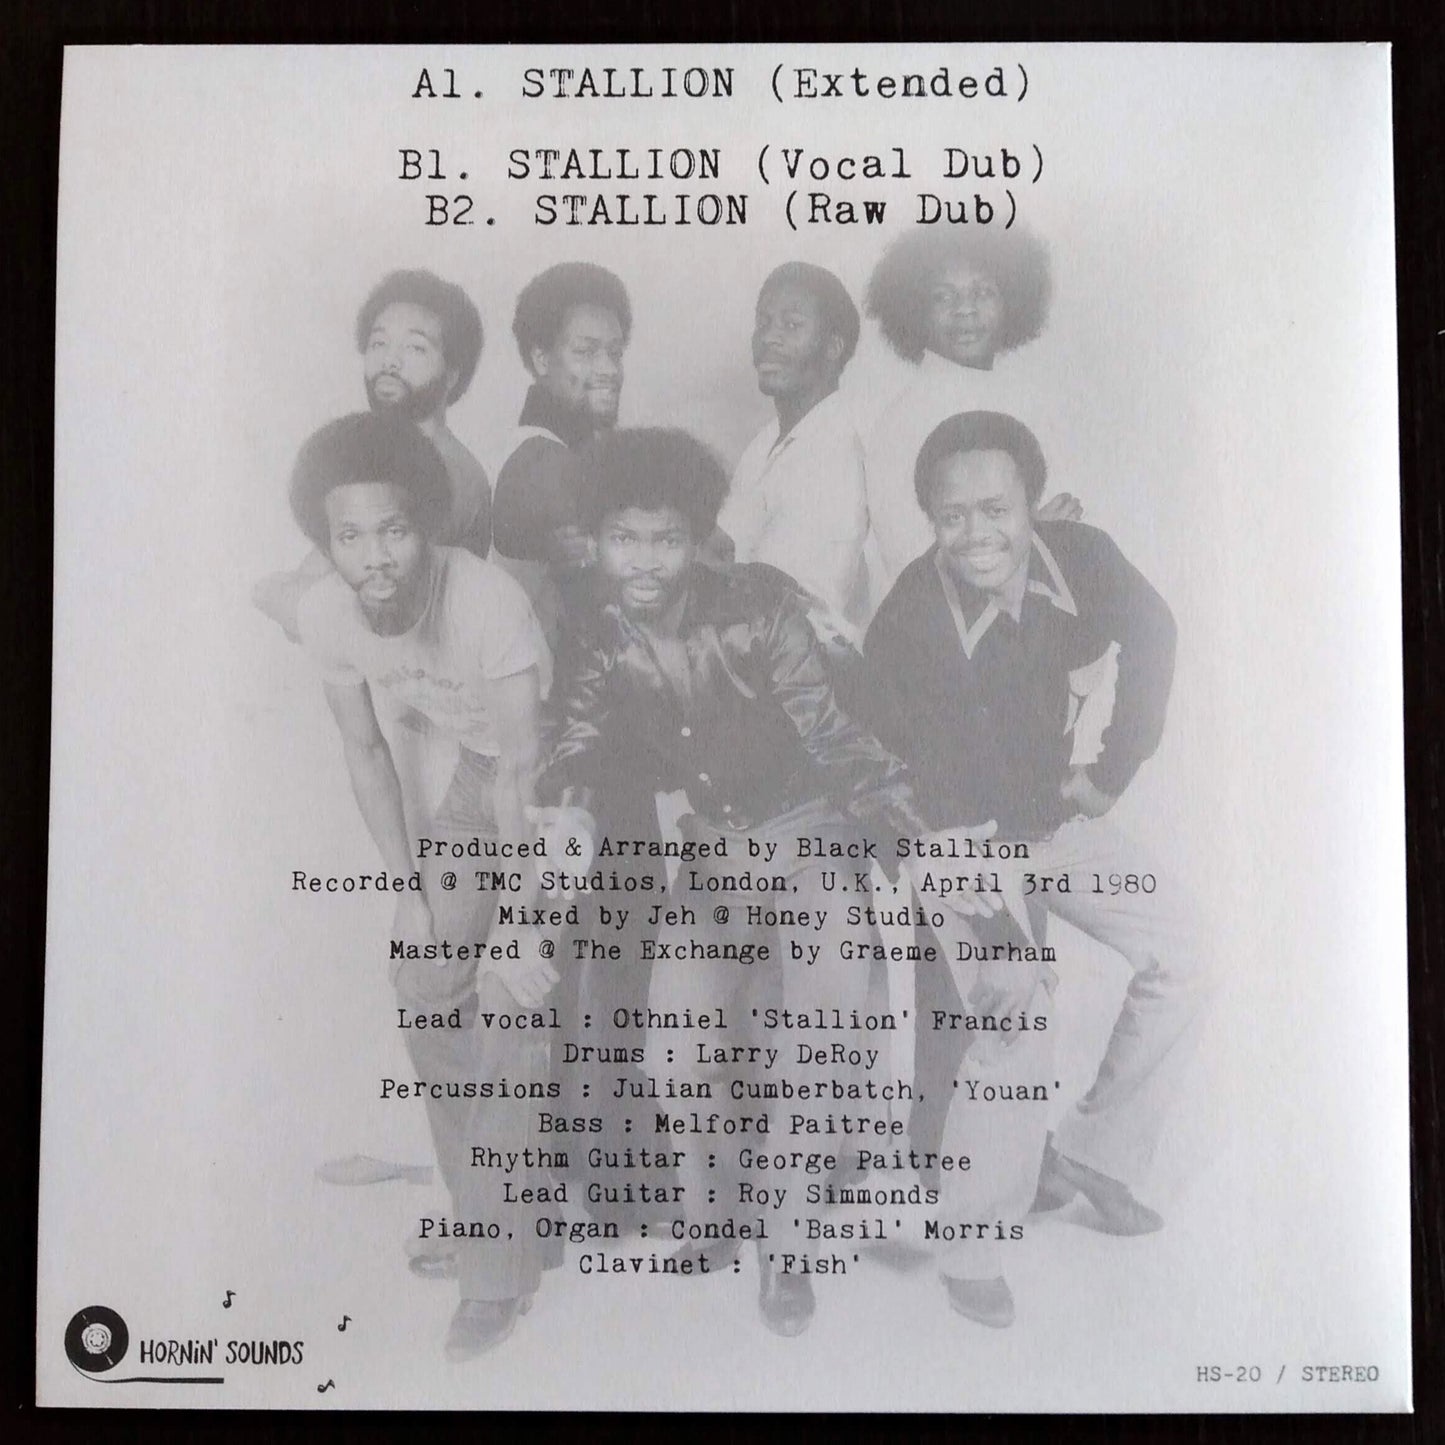 A1. STALLION (Extended)
B1. STALLION (Vocal Dub)
B2. STALLION (Raw Dub)
Produced & Arranged by Black Stallion
Recorded @ TMC Studios, London, U.K., April 3rd 1980
Mixed by Jeh @ Honey Studio
Mastered @ The Exchange by Graeme Durham
Lead vocal : Othniel 'Stallion' Francis
Drums : Larry DeRoy
Percussions : Julian Cumberbatch, 'Youan'
Bass : Melford Paitree
Rhythm Guitar : George Paitree
Lead Guitar : Roy Simmonds
Piano, Organ : Condel 'Basil' Morris
Clavinet : 'Fish'
HORNiN' SOUNDS
HS-20 / STEREO